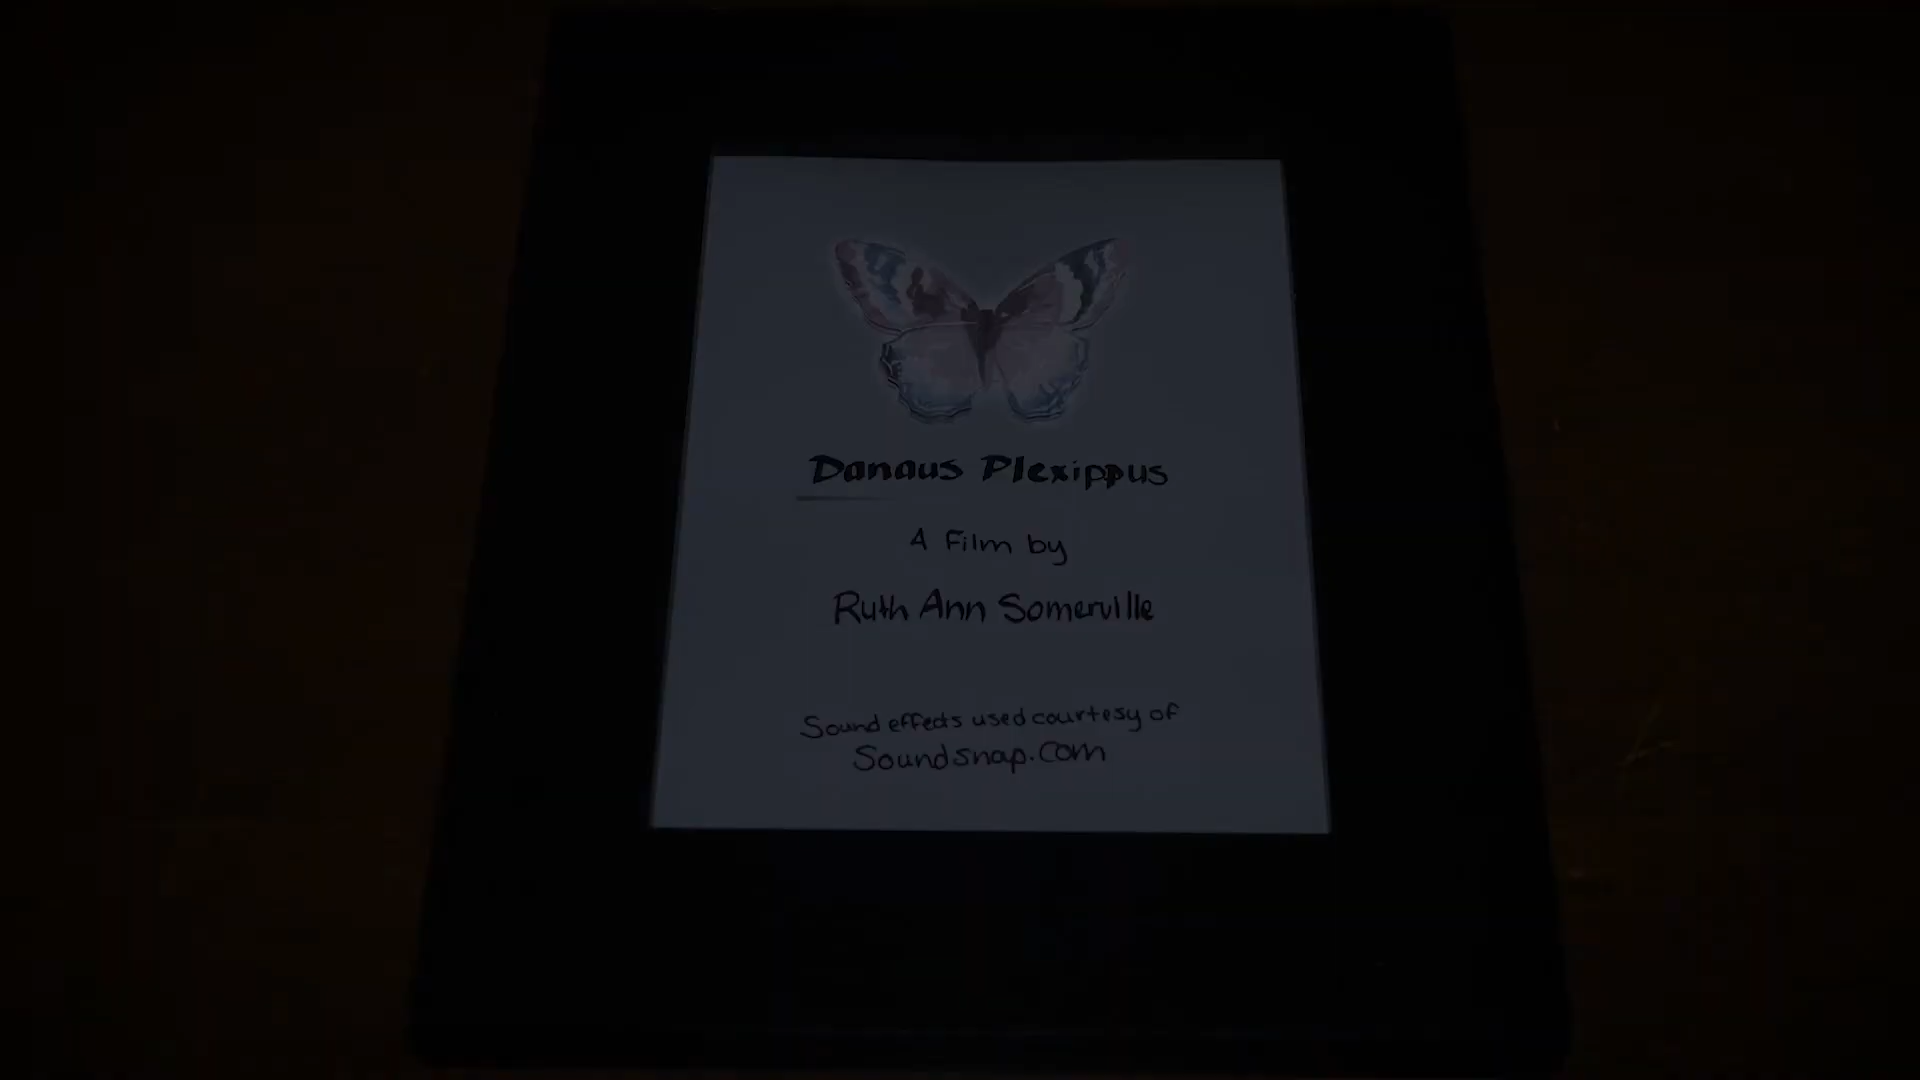 Danaus Plexippus
A Film by
Ruth Ann Somerville
Sound effects used courtesy of
Soundsnap.com